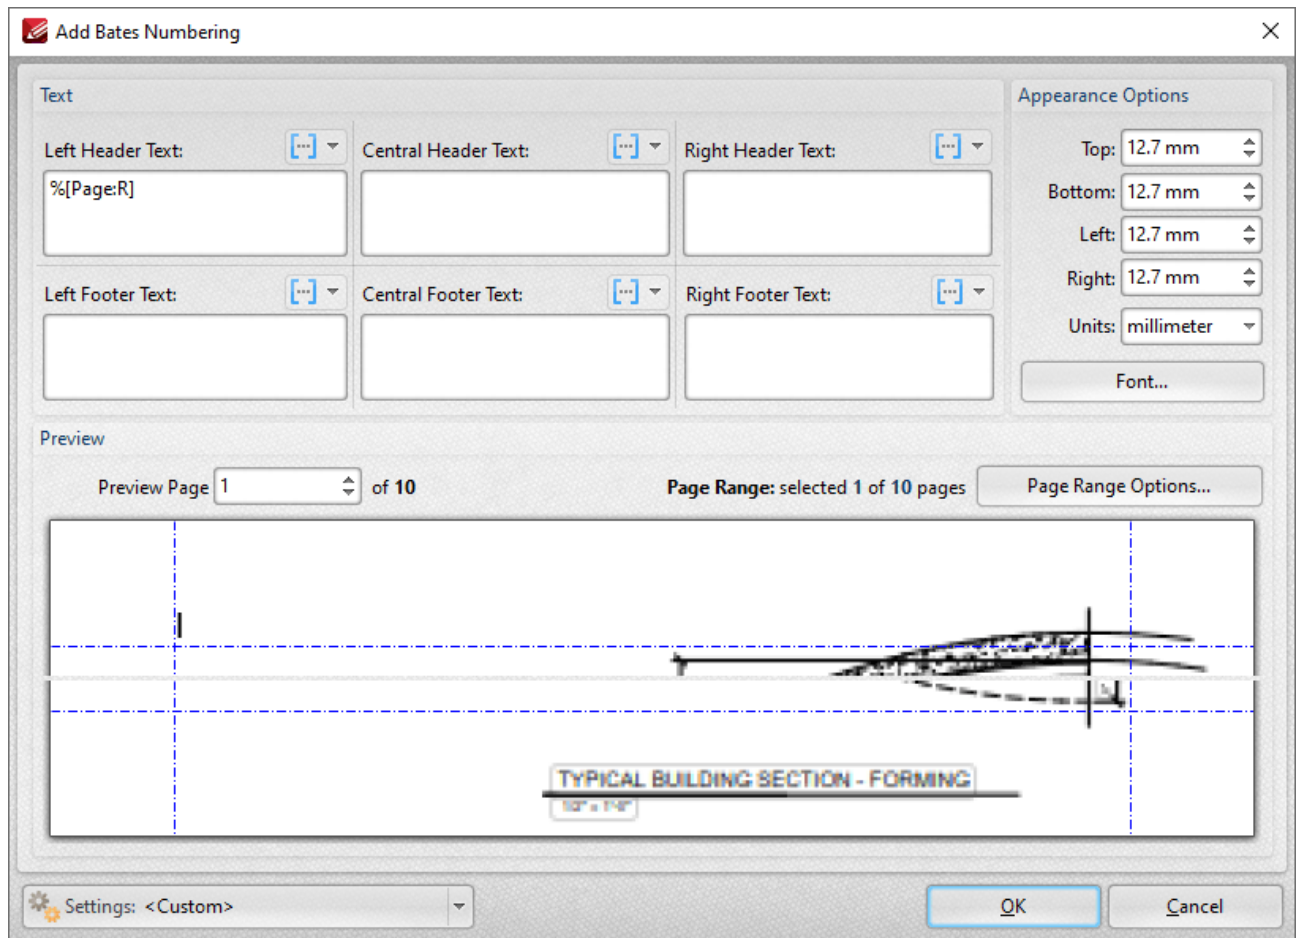 Add Bates Numbering
Text
Appearance Options
Left Header Text:
Central Header Text:
Right Header Text:
%[Page:R]
Top: 12.7 mm
Bottom: 12.7 mm
Left: 12.7 mm
Right: 12.7 mm
Units: millimeter
Font...
Left Footer Text:
Central Footer Text:
Right Footer Text:
Preview
Preview Page 1 of 10
Page Range: selected 1 of 10 pages
Page Range Options...
I
TYPICAL BUILDING SECTION - FORMING
Settings: <Custom>
OK
Cancel